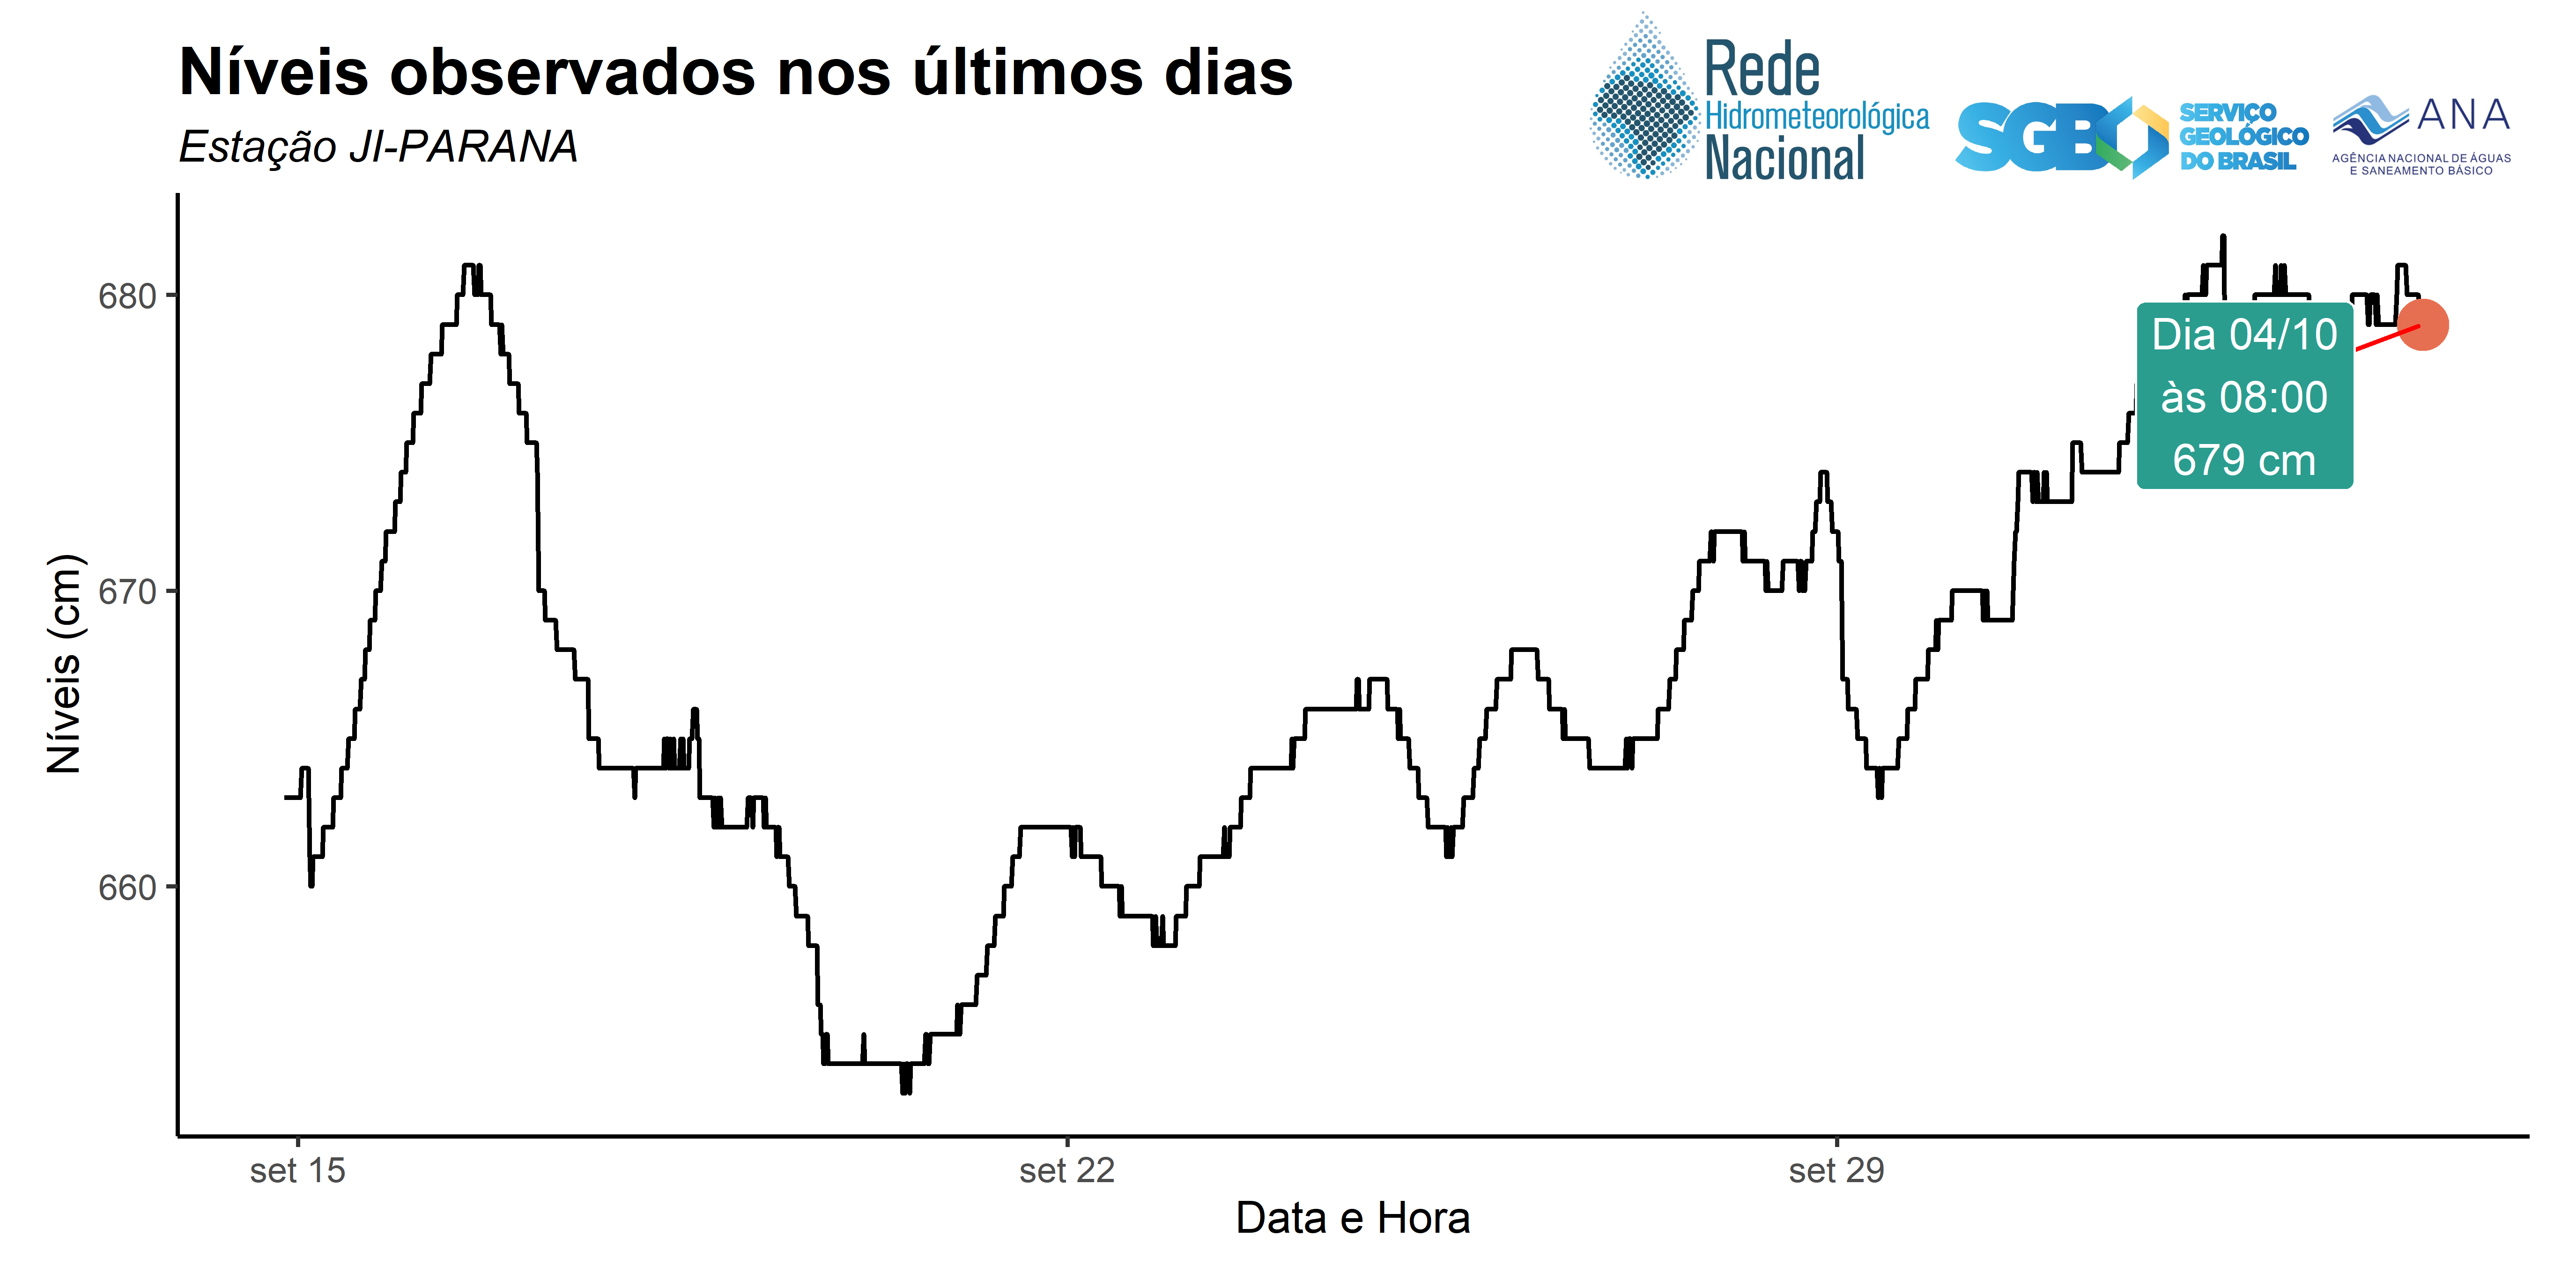 Níveis observados nos últimos dias
Estação JI-PARANA
Rede
Hidrometeorológica
Nacional
SGB
SERVIÇO
GEOLÓGICO
DO BRASIL
ANA
AGÊNCIA NACIONAL DE ÁGUAS
E SANEAMENTO BÁSICO
680
670
660
Níveis (cm)
Dia 04/10
às 08:00
679 cm
set 15
set 22
set 29
Data e Hora